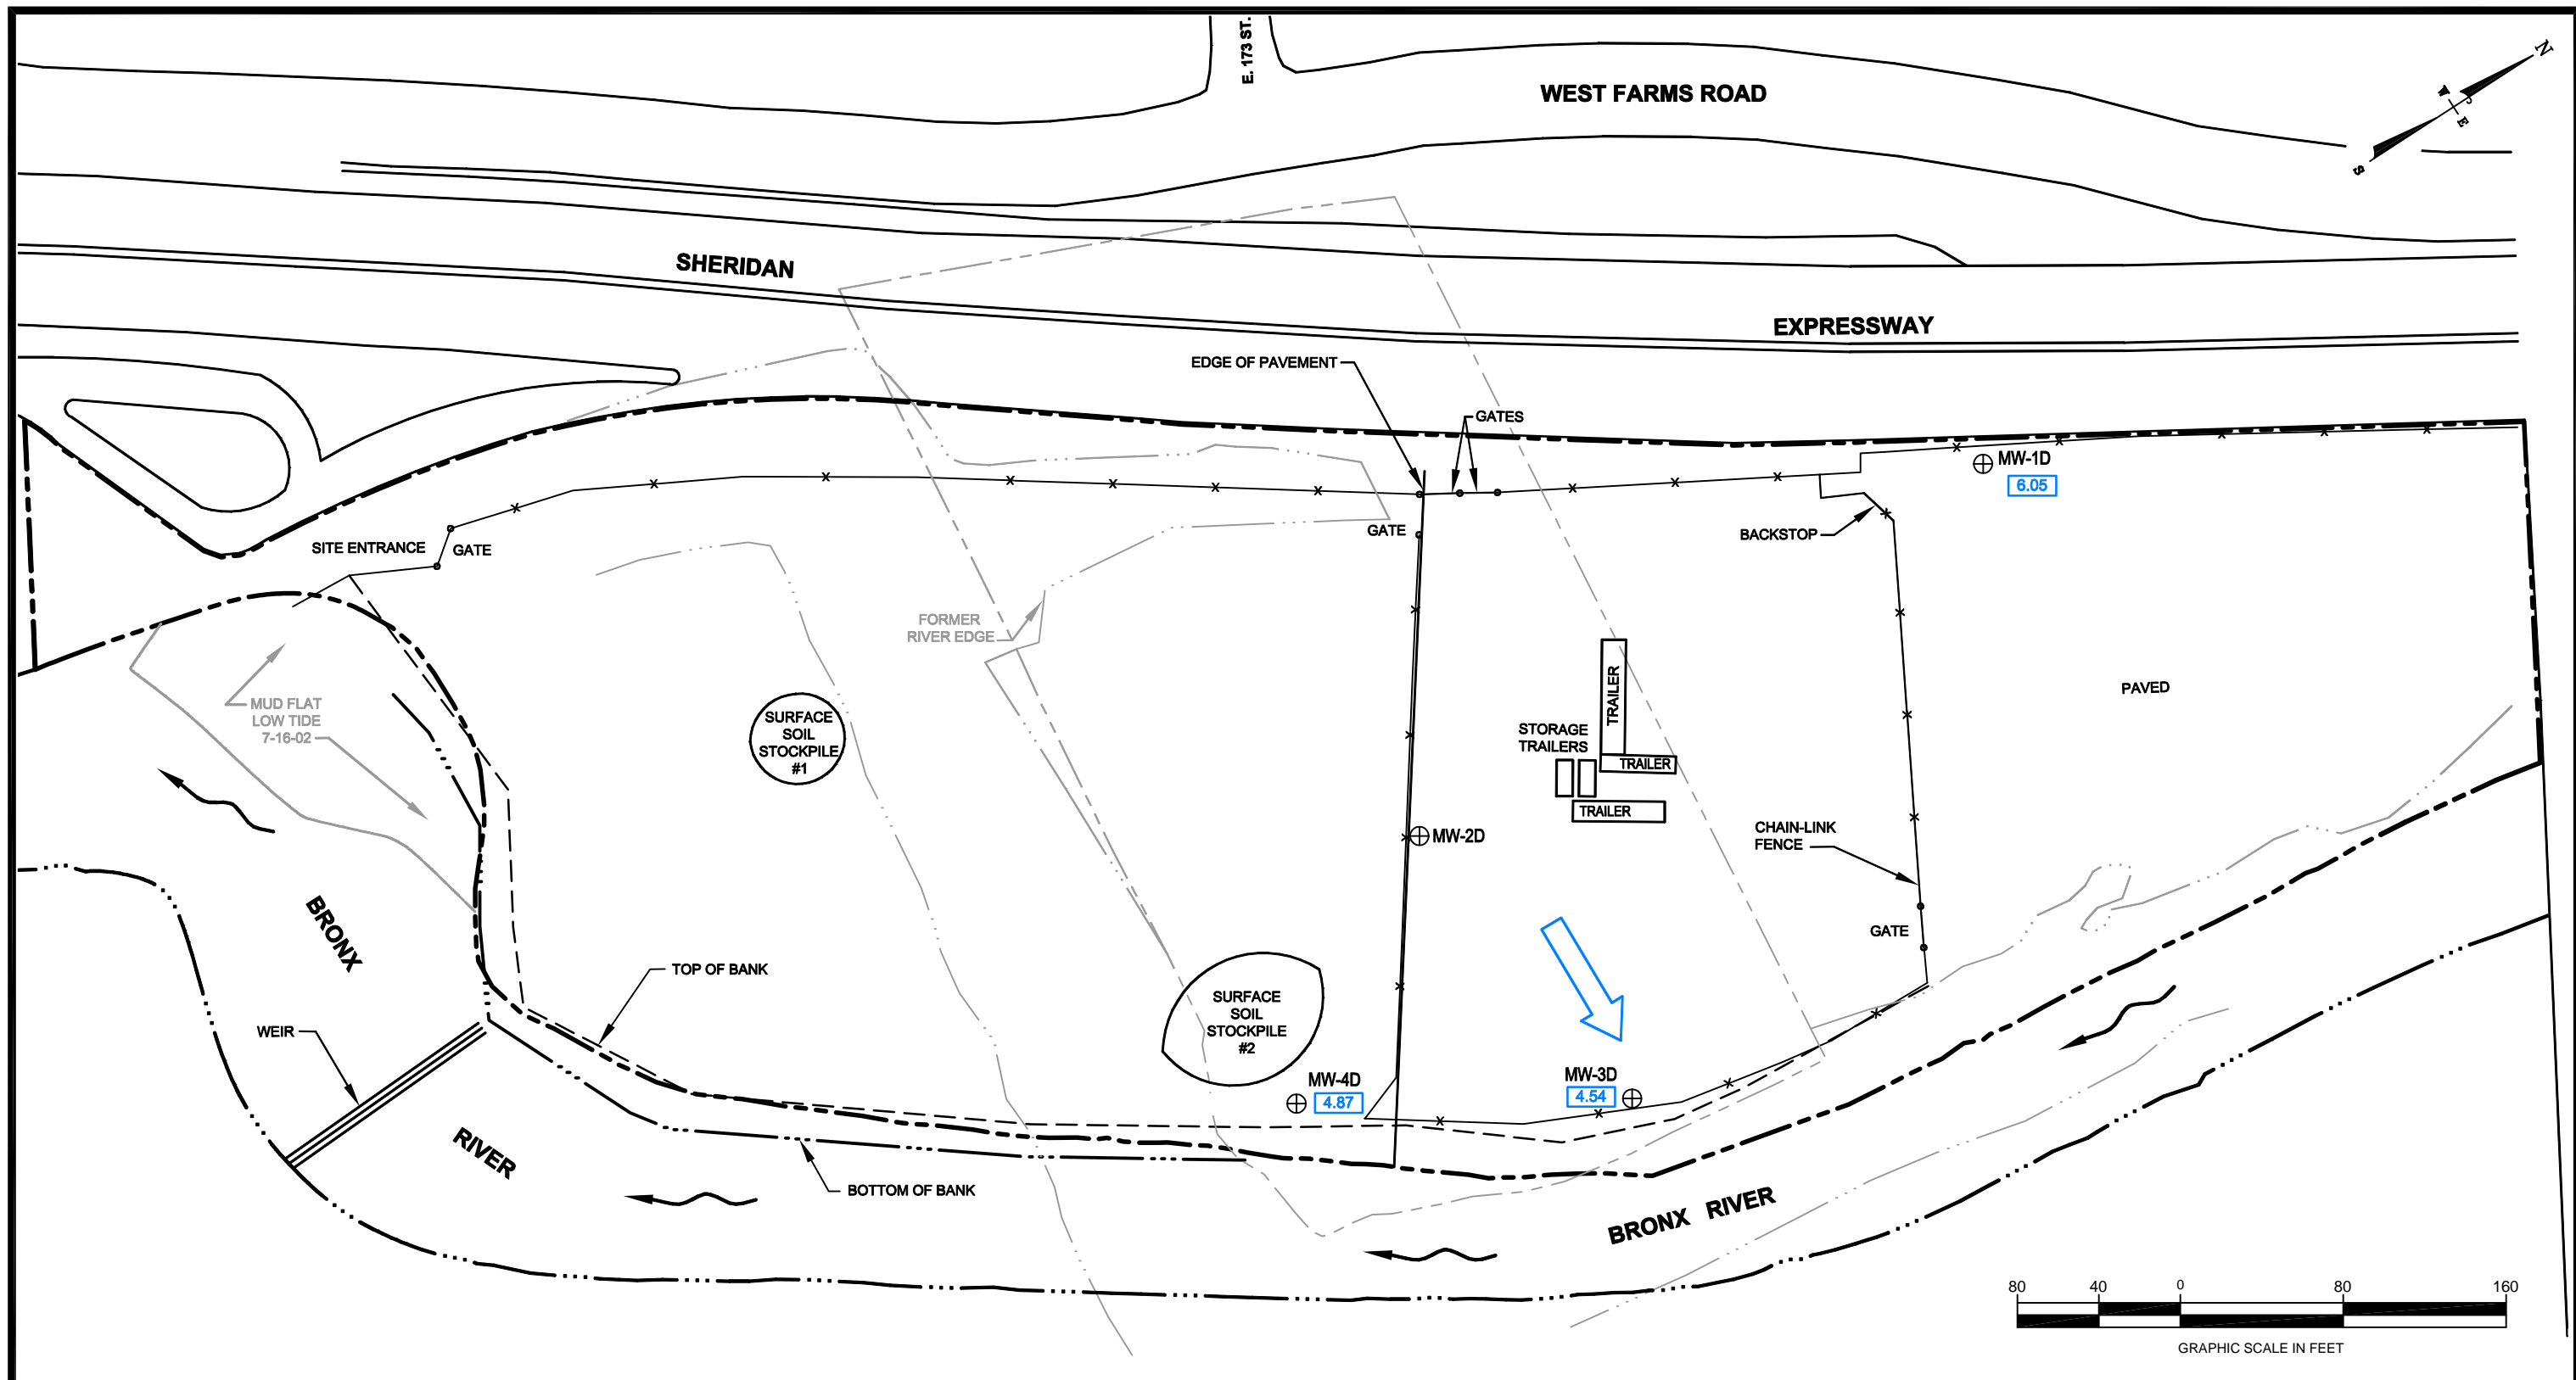 E. 173 ST.
WEST FARMS ROAD
N
W
E
S
SHERIDAN
EXPRESSWAY
EDGE OF PAVEMENT
GATES
MW-1D
6.05
SITE ENTRANCE
GATE
GATE
BACKSTOP
FORMER
RIVER EDGE
MUD FLAT
LOW TIDE
7-16-02
SURFACE
SOIL
STOCKPILE
#1
STORAGE
TRAILERS
TRAILER
TRAILER
TRAILER
PAVED
MW-2D
CHAIN-LINK
FENCE
GATE
BRONX
RIVER
TOP OF BANK
WEIR
SURFACE
SOIL
STOCKPILE
#2
MW-4D
4.87
MW-3D
4.54
BOTTOM OF BANK
BRONX RIVER
80 40 0 80 160
GRAPHIC SCALE IN FEET